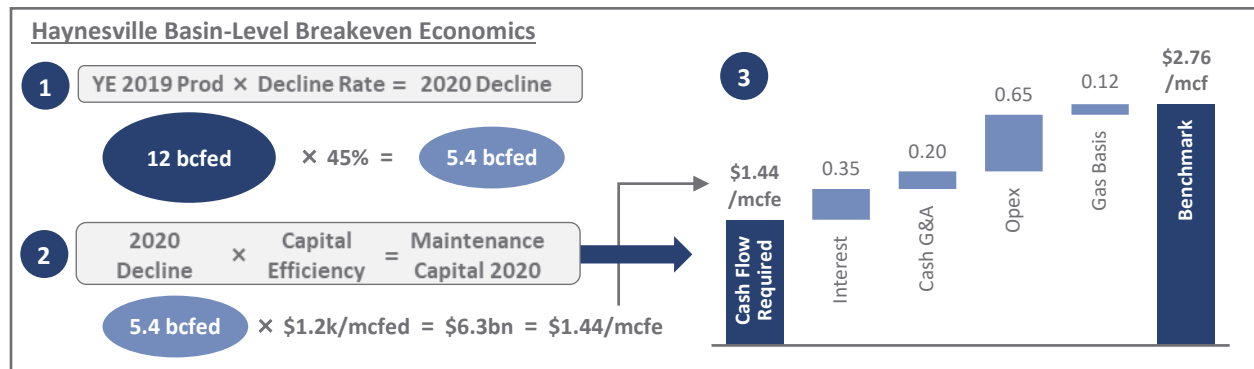 Haynesville Basin-Level Breakeven Economics
1
YE 2019 Prod × Decline Rate = 2020 Decline
12 bcfed × 45% = 5.4 bcfed
2
2020 Decline × Capital Efficiency = Maintenance Capital 2020
5.4 bcfed × $1.2k/mcfed = $6.3bn = $1.44/mcfe
3
$1.44
/mcfe
Cash Flow
Required
0.35
Interest
0.20
Cash G&A
0.65
Opex
0.12
Gas Basis
$2.76
/mcf
Benchmark